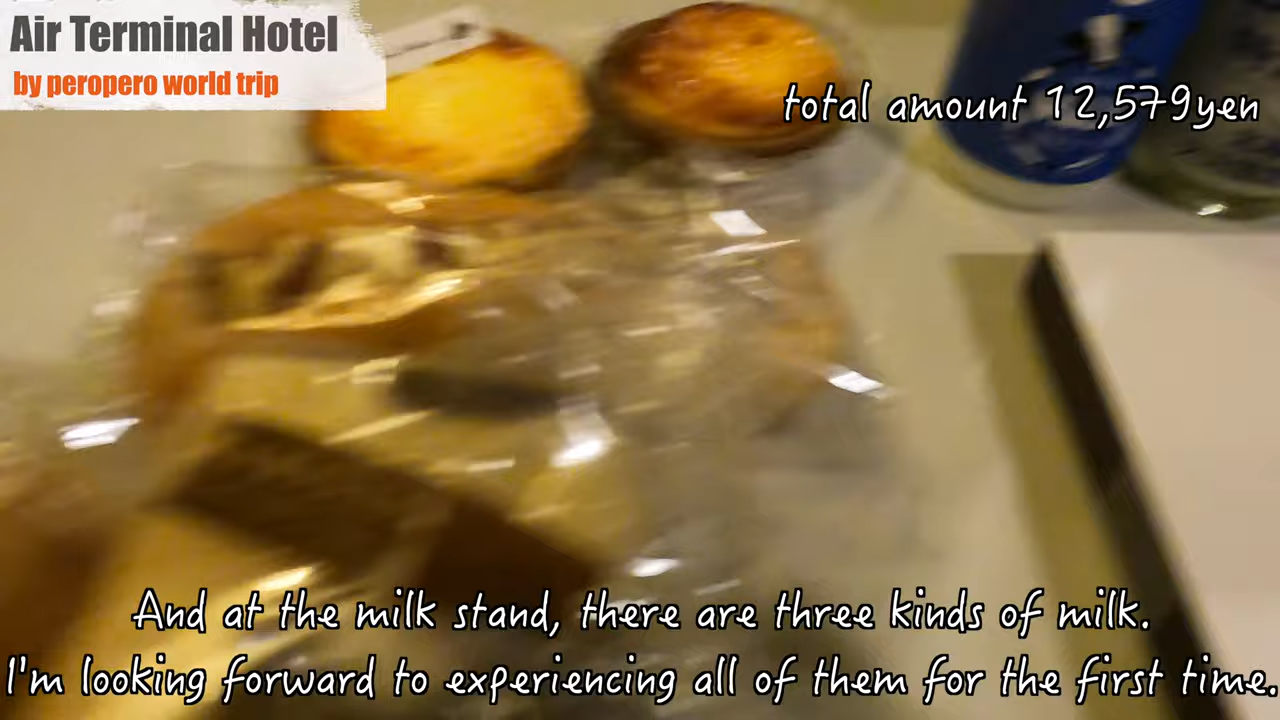 Air Terminal Hotel
by peropero world trip
total amount 12,579yen
And at the milk stand, there are three kinds of milk.
I'm looking forward to experiencing all of them for the first time.